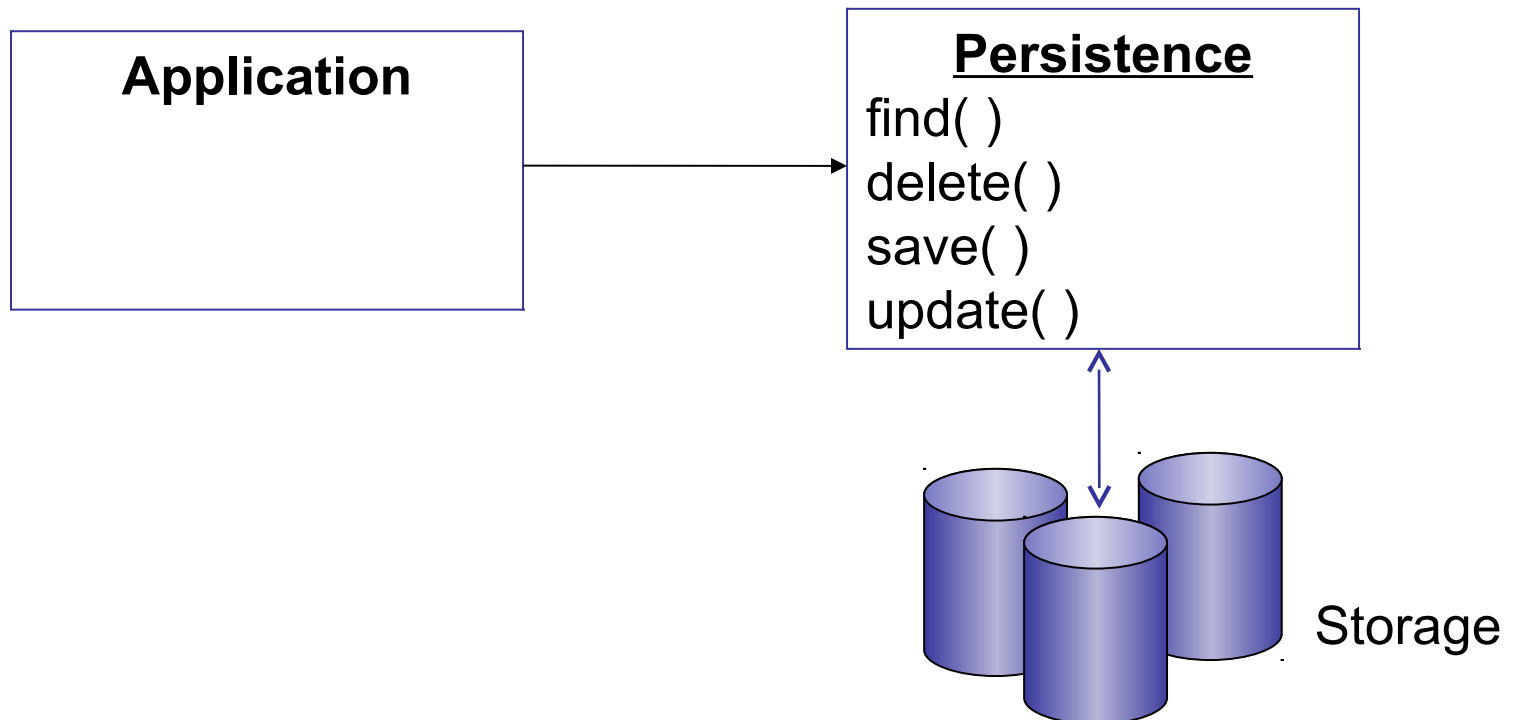 Application
Persistence
find( )
delete( )
save( )
update( )
Storage